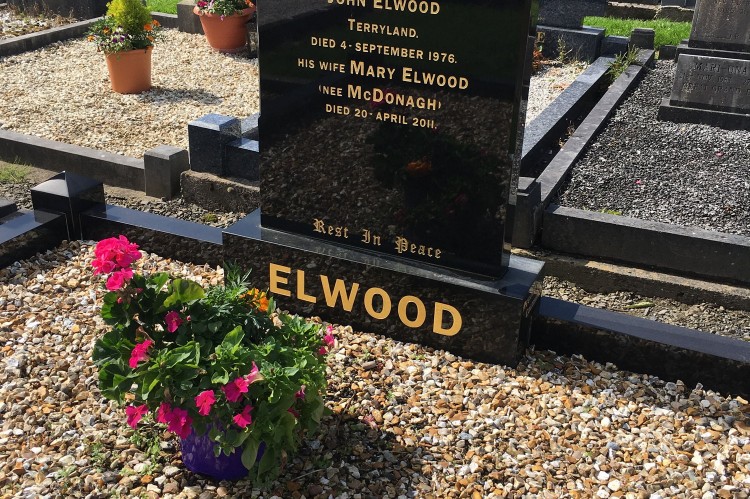 JOHN ELWOOD
TERRYLAND.
DIED 4 - SEPTEMBER 1976.
HIS WIFE MARY ELWOOD
(NEE McDONAGH)
DIED 20 - APRIL 2011.
Rest In Peace
ELWOOD